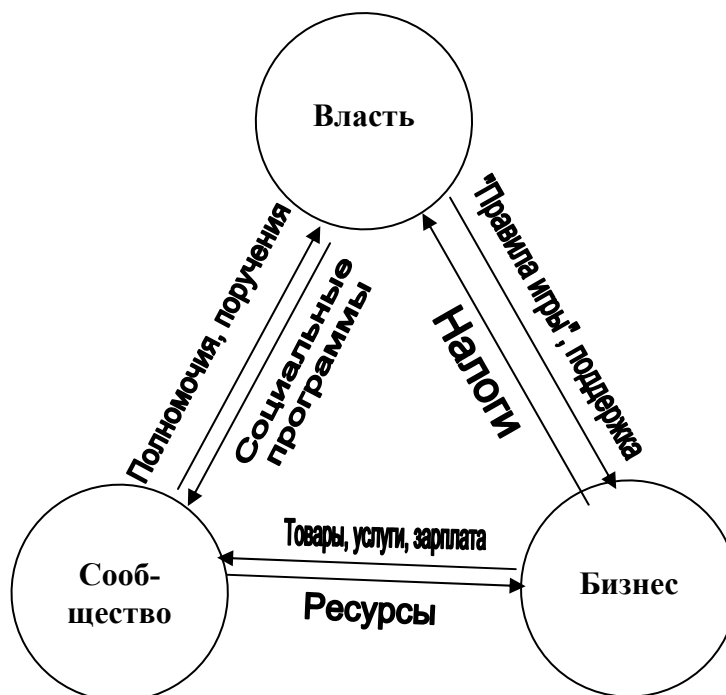 Власть
Полномочия, поручения
Социальные
программы
Налоги
"Правила игры", поддержка
Товары, услуги, зарплата
Сооб-
щество
Ресурсы
Бизнес